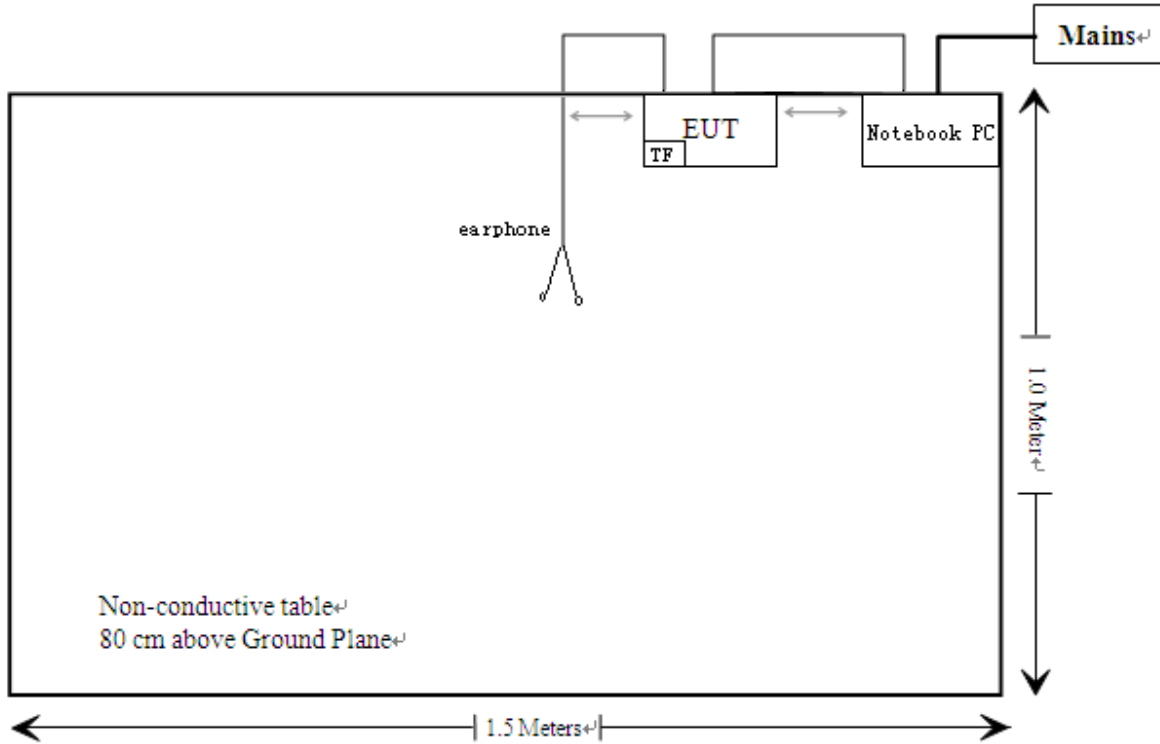 Mains↵
EUT
TF
Notebook PC
earphone
1.0 Meter↵
Non-conductive table↵
80 cm above Ground Plane↵
1.5 Meters↵